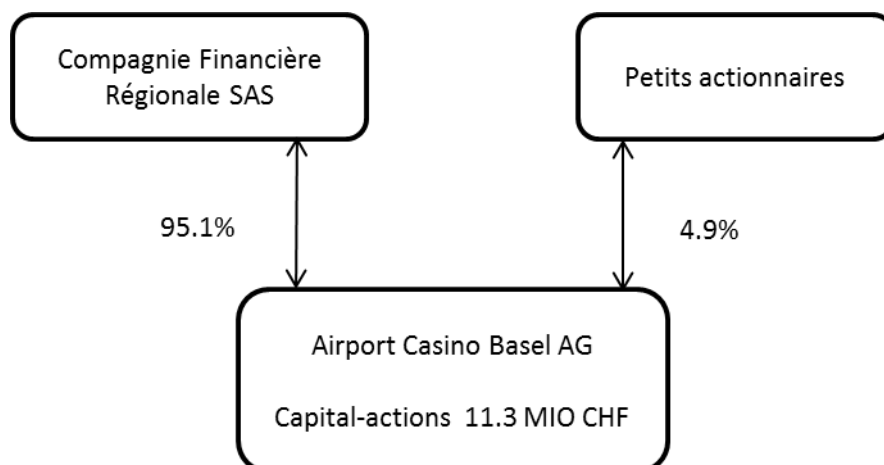 Compagnie Financière
Régionale SAS
Petits actionnaires
95.1%
4.9%
Airport Casino Basel AG
Capital-actions 11.3 MIO CHF